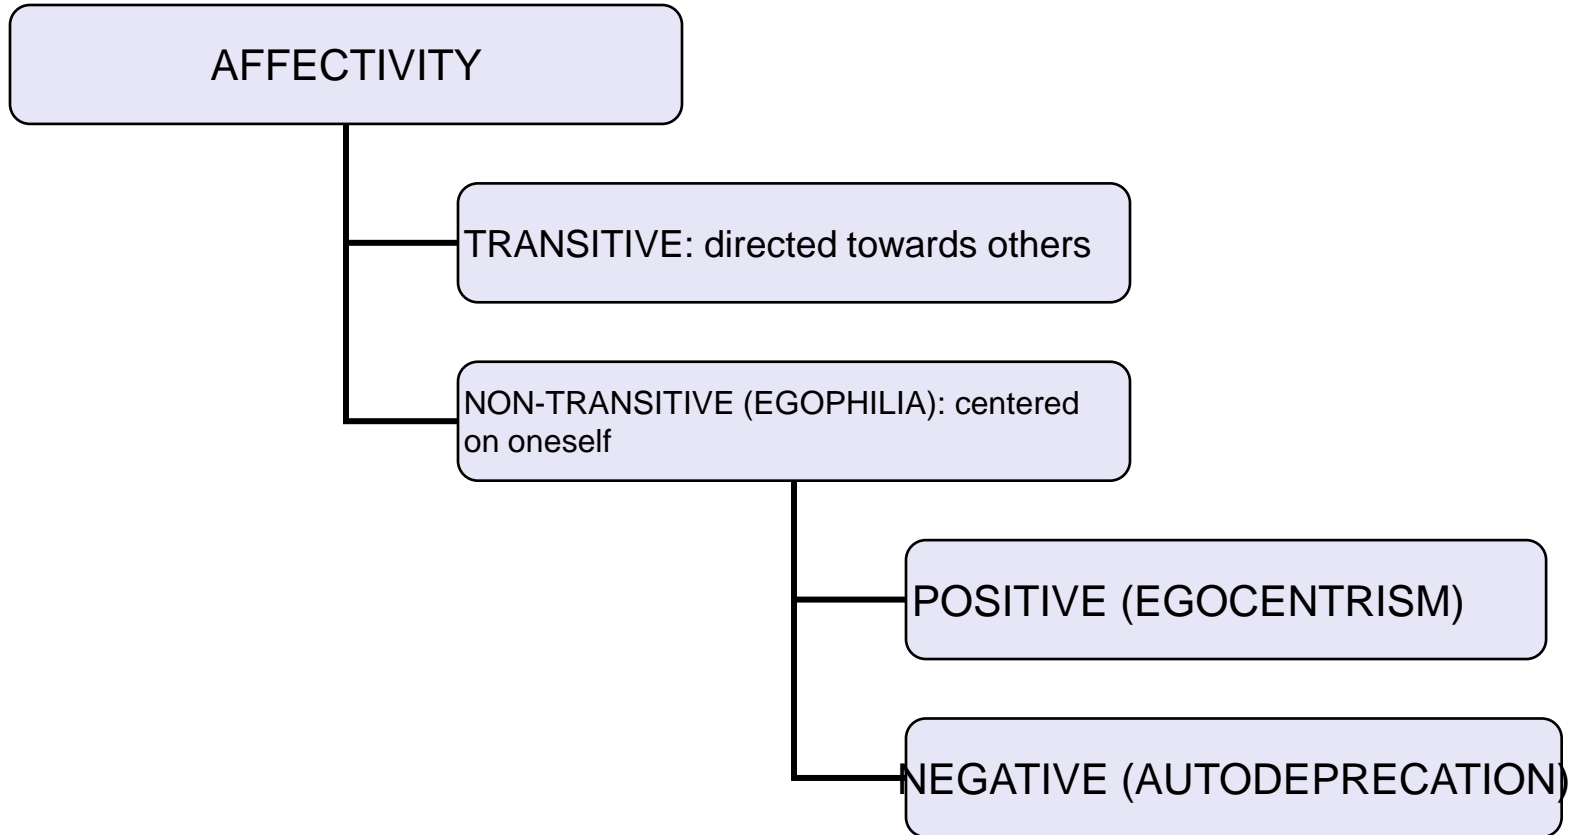 AFFECTIVITY
TRANSITIVE: directed towards others
NON-TRANSITIVE (EGOPHILIA): centered
on oneself
POSITIVE (EGOCENTRISM)
NEGATIVE (AUTODEPRECATION)